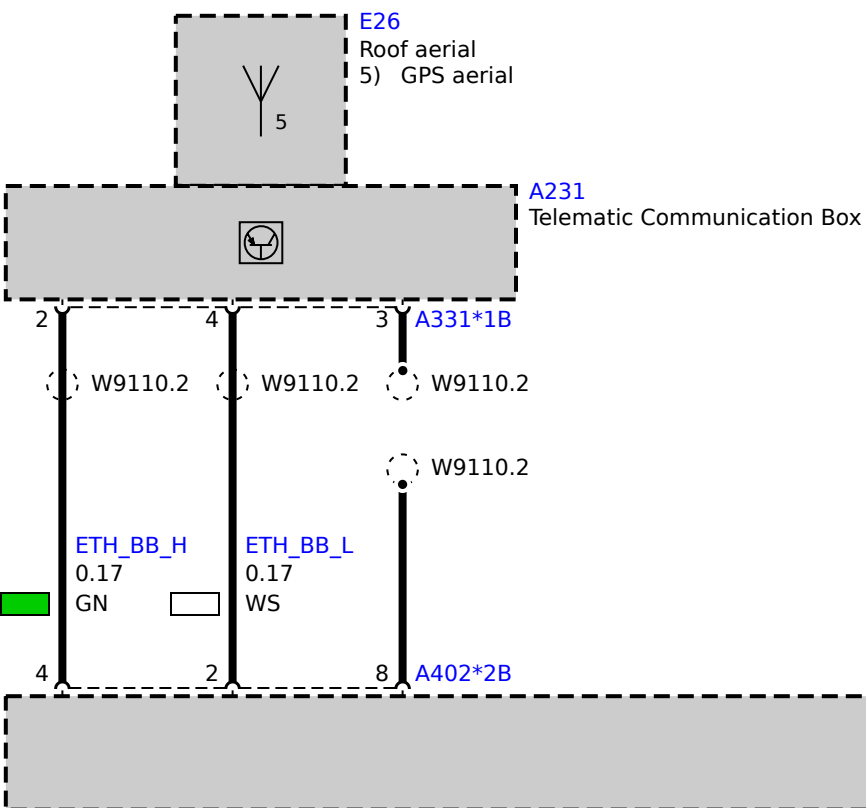 E26
Roof aerial
5) GPS aerial
5
A231
Telematic Communication Box
2
4
3
A331*1B
W9110.2
W9110.2
W9110.2
W9110.2
ETH_BB_H
0.17
GN
ETH_BB_L
0.17
WS
4
2
8
A402*2B